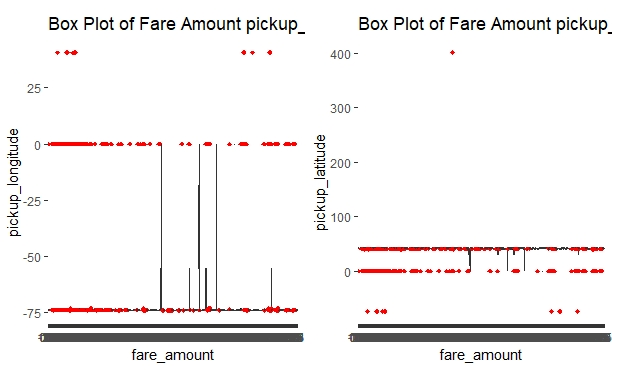 Box Plot of Fare Amount pickup_
25
0
-25
-50
-75
pickup_longitude
fare_amount
Box Plot of Fare Amount pickup_
400
300
200
100
0
pickup_latitude
fare_amount